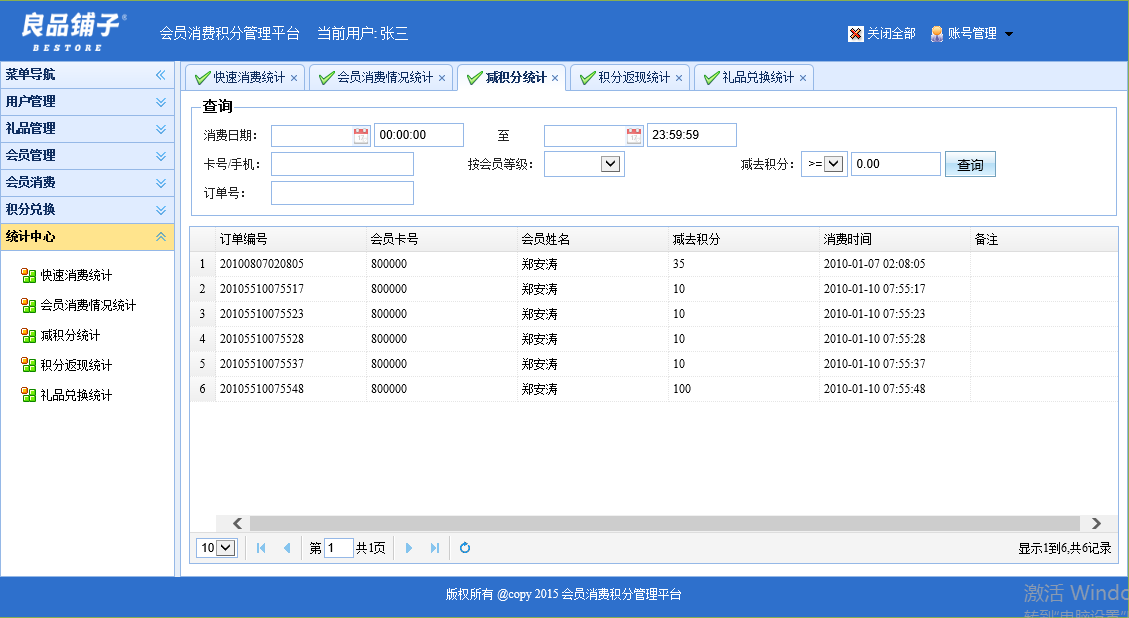 良品铺子®
BESTORE
会员消费积分管理平台 当前用户: 张三
关闭全部 账号管理
菜单导航
用户管理
礼品管理
会员管理
会员消费
积分兑换
统计中心
快速消费统计
会员消费情况统计
减积分统计
积分返现统计
礼品兑换统计
快速消费统计 × 会员消费情况统计 × 减积分统计 × 积分返现统计 × 礼品兑换统计 ×
查询
消费日期: 00:00:00 至 23:59:59
卡号/手机: 按会员等级: 减去积分: >= 0.00 查询
订单号:
订单编号 会员卡号 会员姓名 减去积分 消费时间 备注
1 20100807020805 800000 郑安涛 35 2010-01-07 02:08:05
2 20105510075517 800000 郑安涛 10 2010-01-10 07:55:17
3 20105510075523 800000 郑安涛 10 2010-01-10 07:55:23
4 20105510075528 800000 郑安涛 10 2010-01-10 07:55:28
5 20105510075537 800000 郑安涛 10 2010-01-10 07:55:37
6 20105510075548 800000 郑安涛 100 2010-01-10 07:55:48
10 第 1 共1页 显示1到6,共6记录
版权所有 @copy 2015 会员消费积分管理平台
激活 Windo
转到"电脑设置"